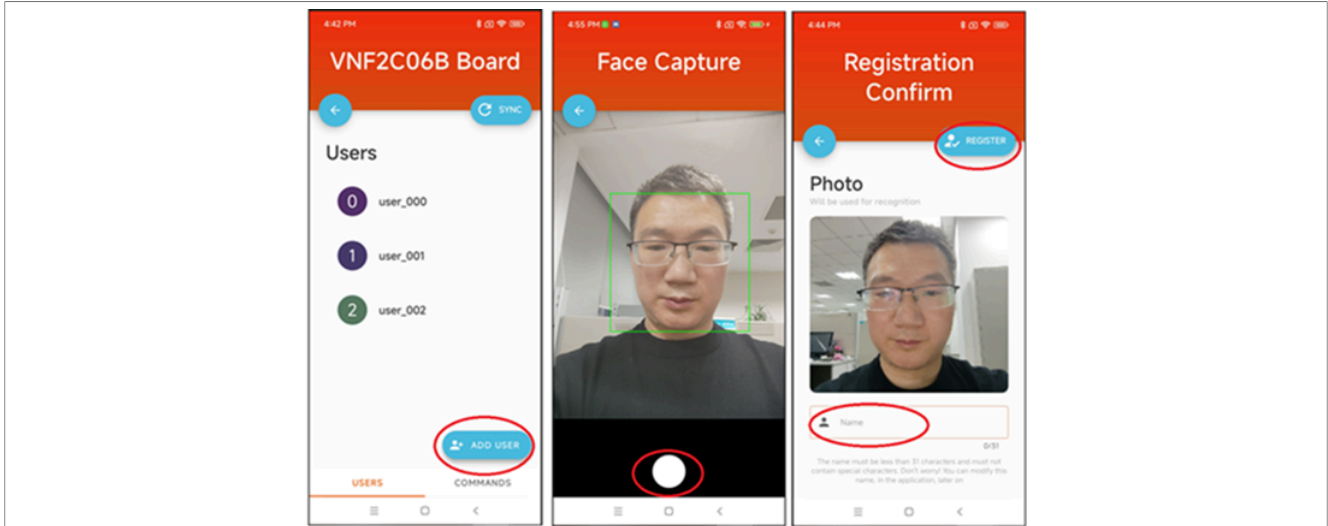 4:42 PM
VNF2C06B Board
SYNC
Users
0 user_000
1 user_001
2 user_002
ADD USER
USERS COMMANDS
4:55 PM
Face Capture
4:44 PM
Registration
Confirm
REGISTER
Photo
Will be used for recognition
Name
0/31
The name must be less than 31 characters and must not
contain special characters. Don't worry! You can modify this
name, in the application, later on